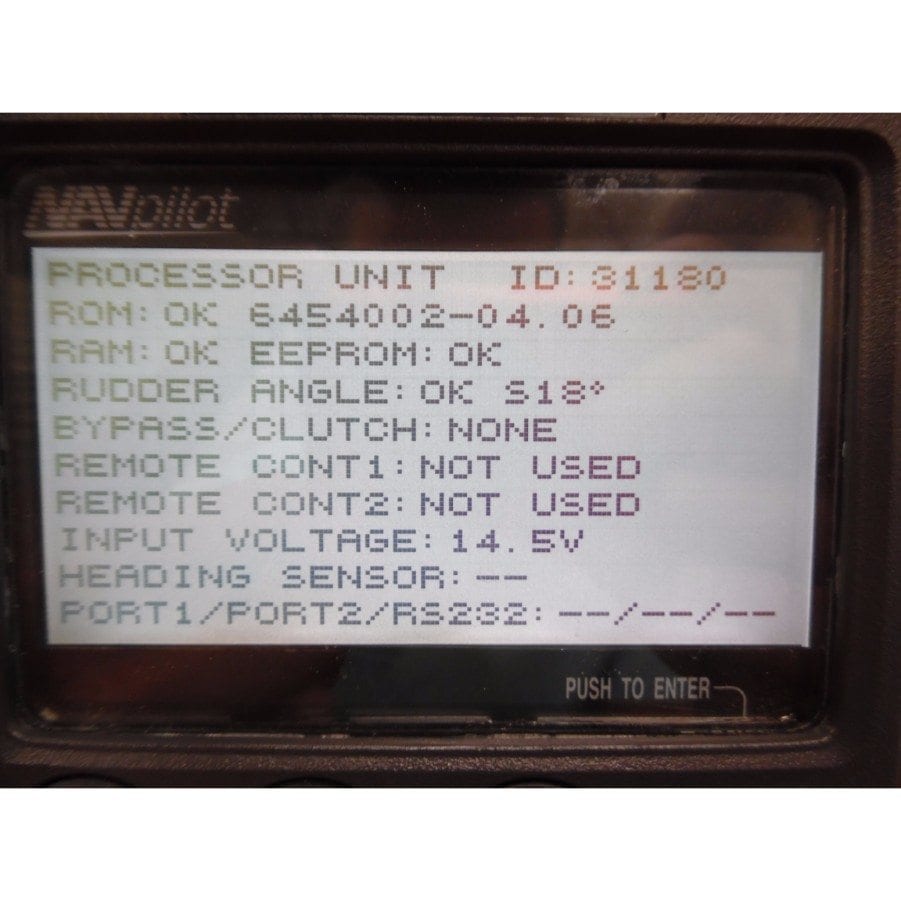 NAVpilot
PROCESSOR UNIT ID:31180
ROM:OK 6454002-04.06
RAM:OK EEPROM:OK
RUDDER ANGLE:OK S18°
BYPASS/CLUTCH:NONE
REMOTE CONT1:NOT USED
REMOTE CONT2:NOT USED
INPUT VOLTAGE:14.5V
HEADING SENSOR:--
PORT1/PORT2/RS232:--/--/--
PUSH TO ENTER